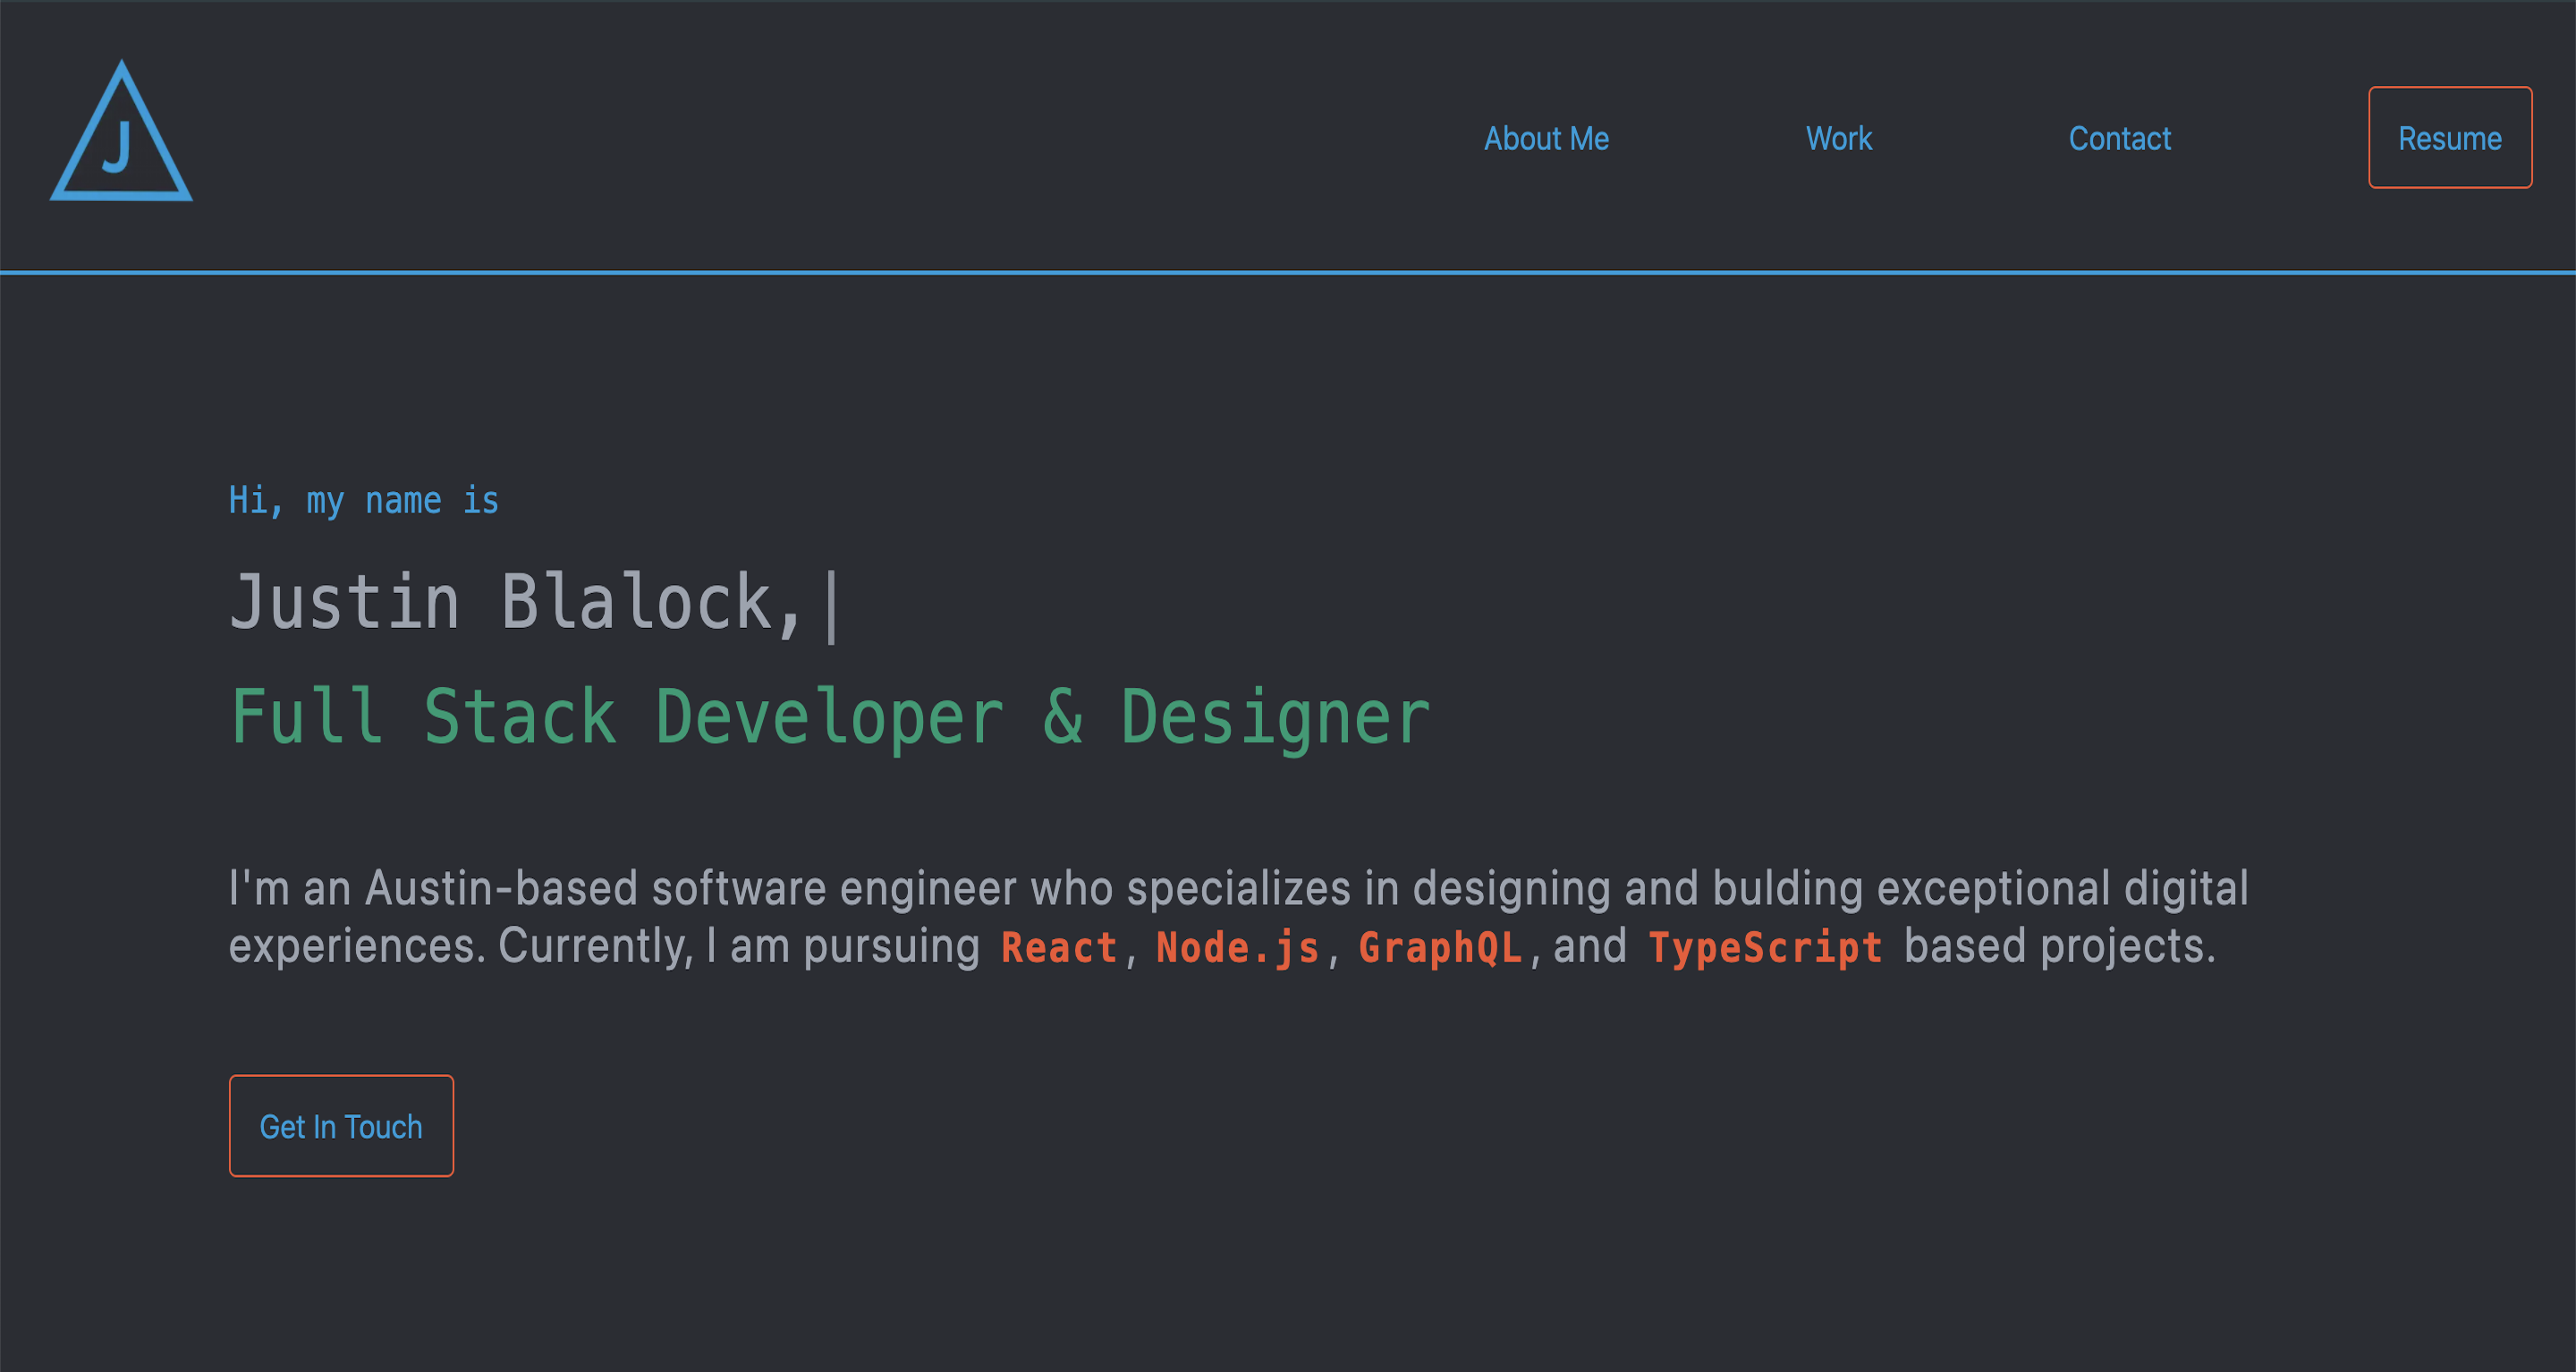 J
About Me
Work
Contact
Resume
Hi, my name is
Justin Blalock,|
Full Stack Developer & Designer
I'm an Austin-based software engineer who specializes in designing and bulding exceptional digital
experiences. Currently, I am pursuing React, Node.js, GraphQL, and TypeScript based projects.
Get In Touch